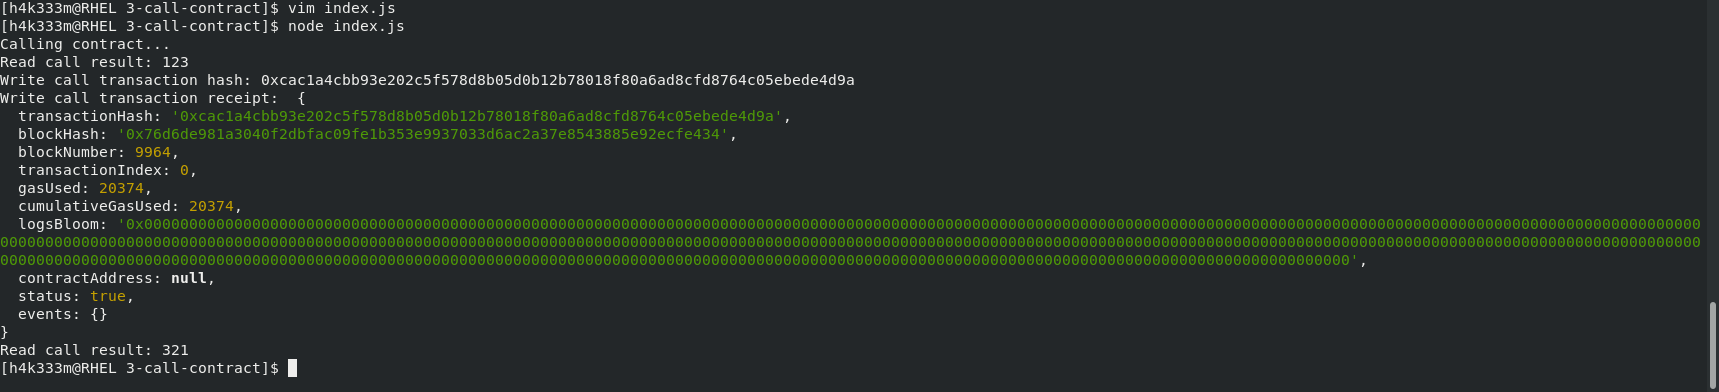 [h4k333m@RHEL 3-call-contract]$ vim index.js
[h4k333m@RHEL 3-call-contract]$ node index.js
Calling contract...
Read call result: 123
Write call transaction hash: 0xcac1a4cbb93e202c5f578d8b05d0b12b78018f80a6ad8cfd8764c05ebede4d9a
Write call transaction receipt:  {
  transactionHash: '0xcac1a4cbb93e202c5f578d8b05d0b12b78018f80a6ad8cfd8764c05ebede4d9a',
  blockHash: '0x76d6de981a3040f2dbfac09fe1b353e9937033d6ac2a37e8543885e92ecfe434',
  blockNumber: 9964,
  transactionIndex: 0,
  gasUsed: 20374,
  cumulativeGasUsed: 20374,
  logsBloom: '0x00000000000000000000000000000000000000000000000000000000000000000000000000000000000000000000000000000000000000000000000000000000000000000000000000000000000000000000000000000
000000000000000000000000000000000000000000000000000000000000000000000000000000000000000000000000000000000000000000000000000000000000000000000000000000000000000000000000000000000000000000000
000000000000000000000000000000000000000000000000000000000000000000000000000000000000000000000000000000000000000000000000000000000000000000000000000000',
  contractAddress: null,
  status: true,
  events: {}
}
Read call result: 321
[h4k333m@RHEL 3-call-contract]$